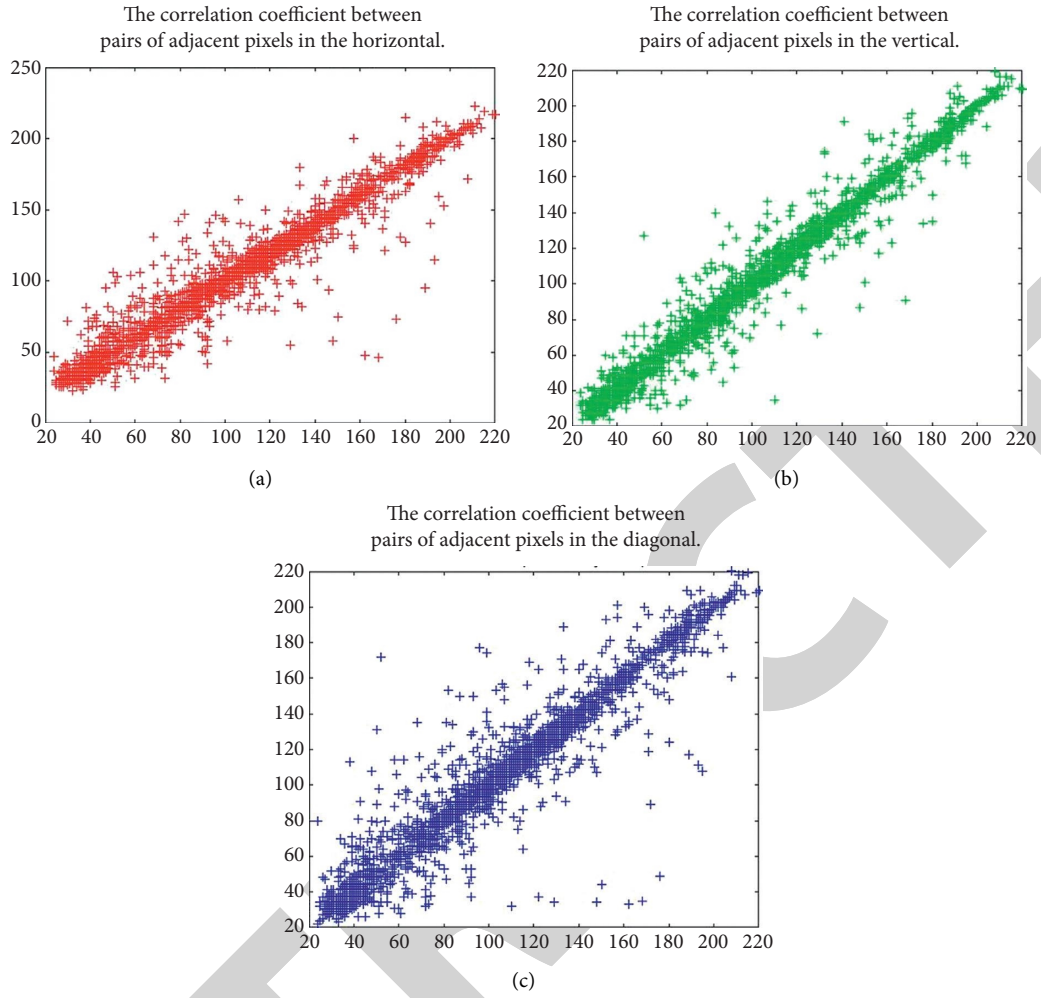 The correlation coefficient between
pairs of adjacent pixels in the horizontal.
250
200
150
100
50
0
20 40 60 80 100 120 140 160 180 200 220
(a)
The correlation coefficient between
pairs of adjacent pixels in the vertical.
220
200
180
160
140
120
100
80
60
40
20
20 40 60 80 100 120 140 160 180 200 220
(b)
The correlation coefficient between
pairs of adjacent pixels in the diagonal.
220
200
180
160
140
120
100
80
60
40
20
20 40 60 80 100 120 140 160 180 200 220
(c)